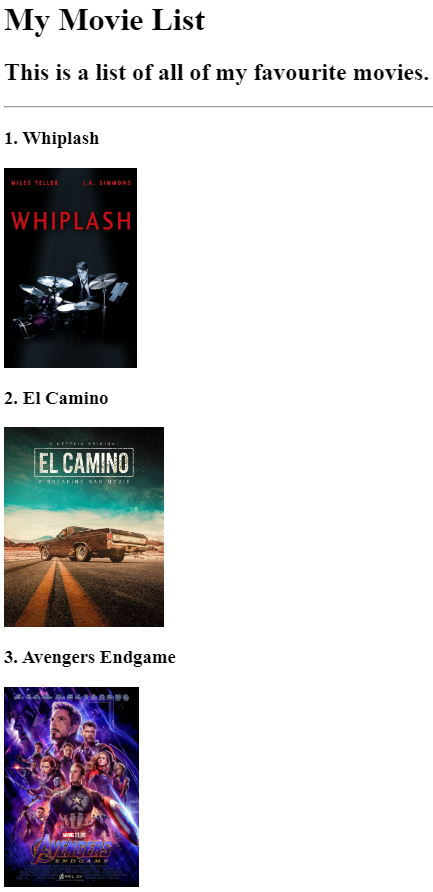 My Movie List
This is a list of all of my favourite movies.
1. Whiplash
MILES TELLER J.K. SIMMONS
WHIPLASH
2. El Camino
A NETFLIX ORIGINAL
EL CAMINO
A BREAKING BAD MOVIE
3. Avengers Endgame
MARVEL STUDIOS
AVENGERS
ENDGAME